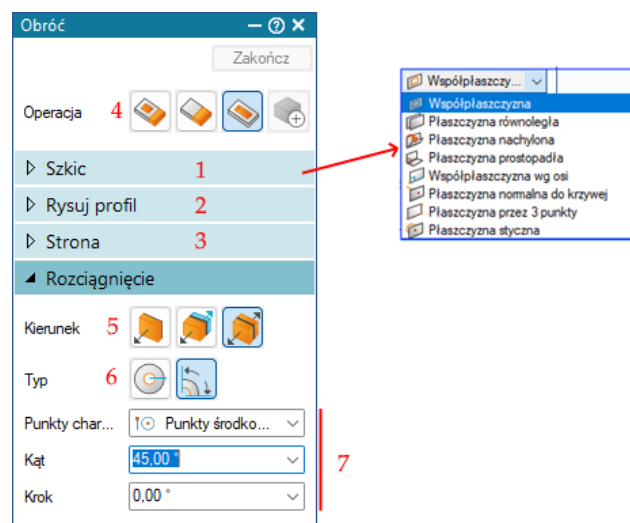 Obróć
Zakończ
Operacja 4
Szkic 1
Rysuj profil 2
Strona 3
Rozciągnięcie
Kierunek 5
Typ 6
Punkty char... Punkty środko...
Kąt 45,00 °
Krok 0,00 °
7
Współpłaszczy...
Współpłaszczyzna
Płaszczyzna równoległa
Płaszczyzna nachylona
Płaszczyzna prostopadła
Współpłaszczyzna wg osi
Płaszczyzna normalna do krzywej
Płaszczyzna przez 3 punkty
Płaszczyzna styczna